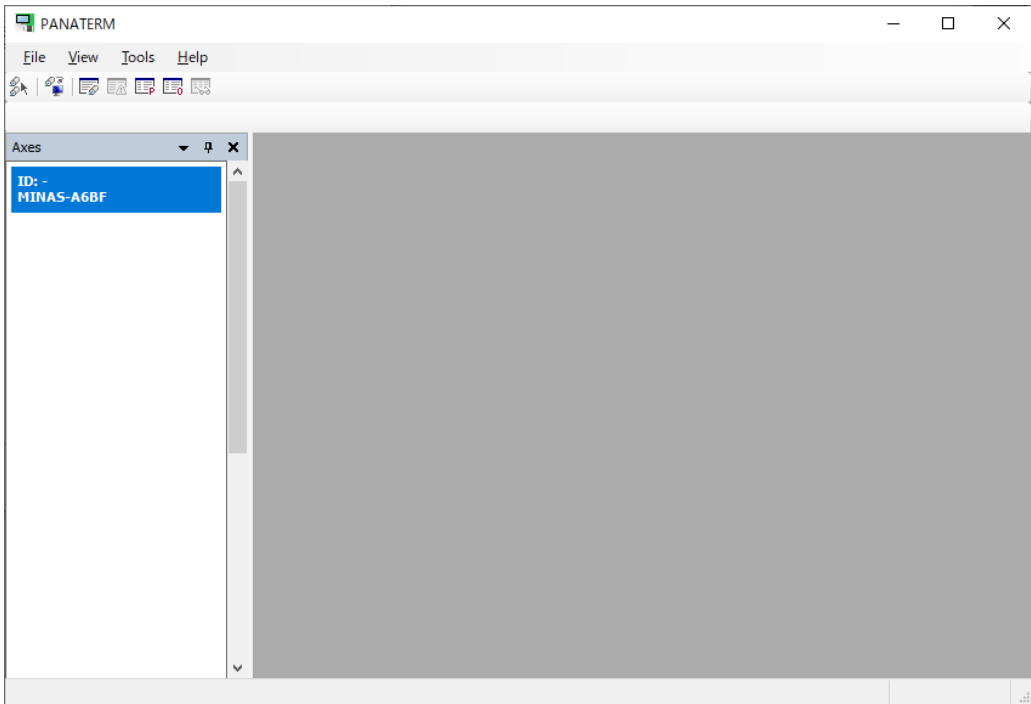 PANATERM
File View Tools Help
Axes
ID: -
MINAS-A6BF